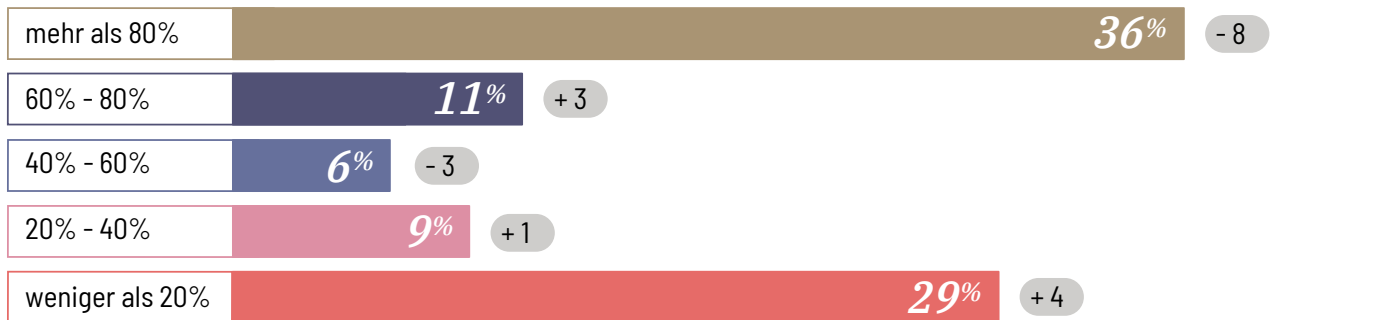 mehr als 80% 36% - 8
60% - 80% 11% + 3
40% - 60% 6% - 3
20% - 40% 9% + 1
weniger als 20% 29% + 4